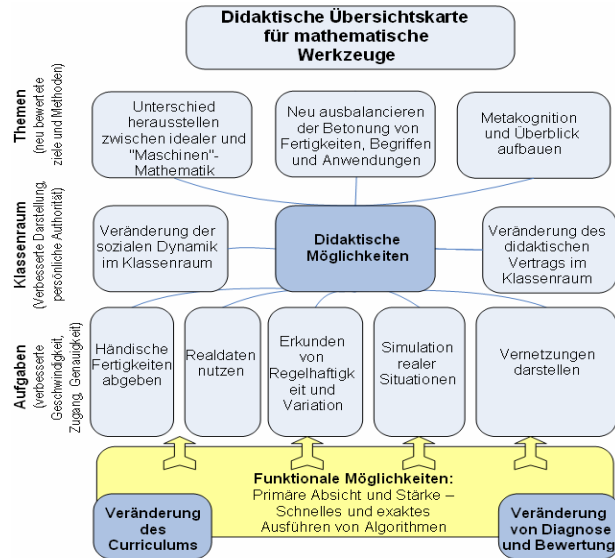 Didaktische Übersichtskarte
für mathematische
Werkzeuge
Themen
(neu bewertete
ziele und Methoden)
Unterschied
herausstellen
zwischen idealer und
"Maschinen"-
Mathematik
Neu ausbalancieren
der Betonung von
Fertigkeiten, Begriffen
und Anwendungen
Metakognition
und Überblick
aufbauen
Klassenraum
(Verbesserte Darstellung,
persönliche Authorität)
Veränderung der
sozialen Dynamik
im Klassenraum
Didaktische
Möglichkeiten
Veränderung des
didaktischen
Vertrags im
Klassenraum
Aufgaben
(verbesserte
Geschwindigkeit,
Zugang, Genauigkeit)
Händische
Fertigkeiten
abgeben
Realdaten
nutzen
Erkunden
von
Regelhaftig
keit und
Variation
Simulation
realer
Situationen
Vernetzungen
darstellen
Funktionale Möglichkeiten:
Primäre Absicht und Stärke –
Schnelles und exaktes
Ausführen von Algorithmen
Veränderung
des
Curriculums
Veränderung
von Diagnose
und Bewertung